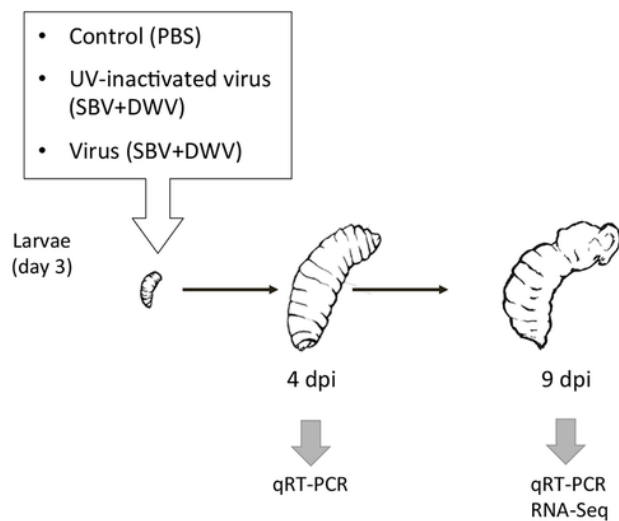 • Control (PBS)
• UV-inactivated virus
(SBV+DWV)
• Virus (SBV+DWV)
Larvae
(day 3)
4 dpi
9 dpi
qRT-PCR
qRT-PCR
RNA-Seq